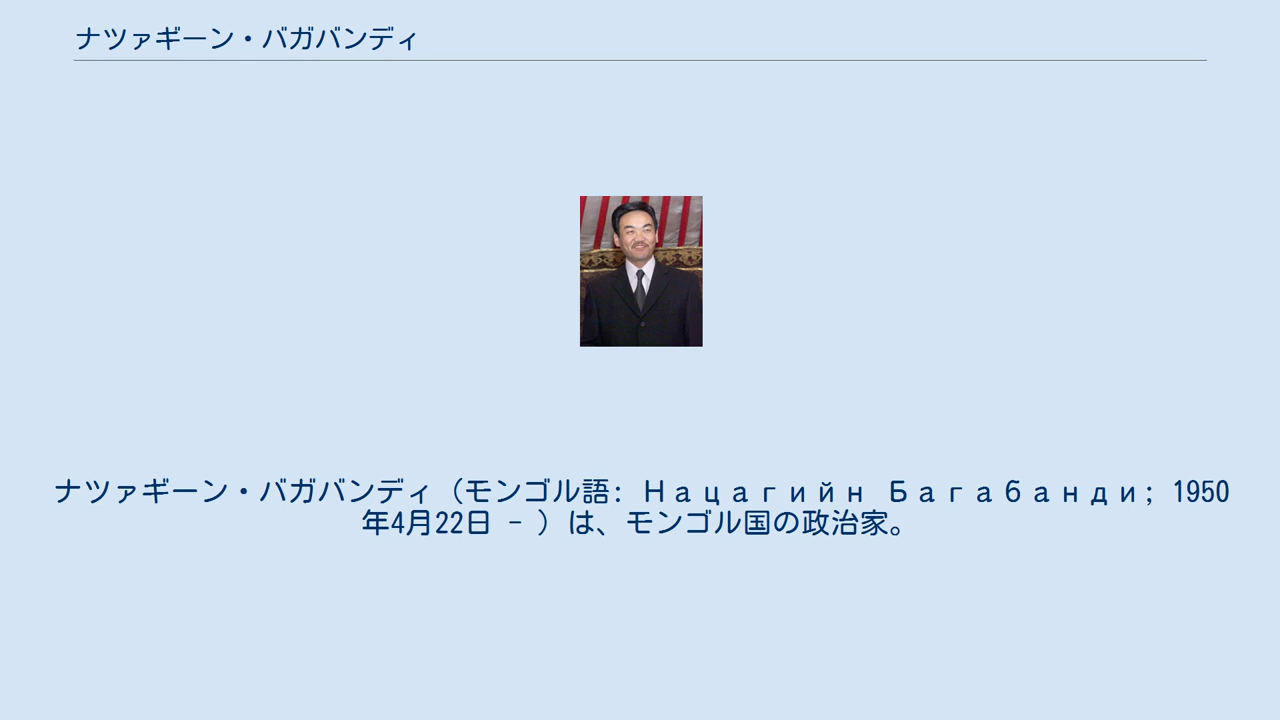 ナツァギーン・バガバンディ
ナツァギーン・バガバンディ（モンゴル語: Нацагийн Багабанди; 1950
年4月22日 - ）は、モンゴル国の政治家。